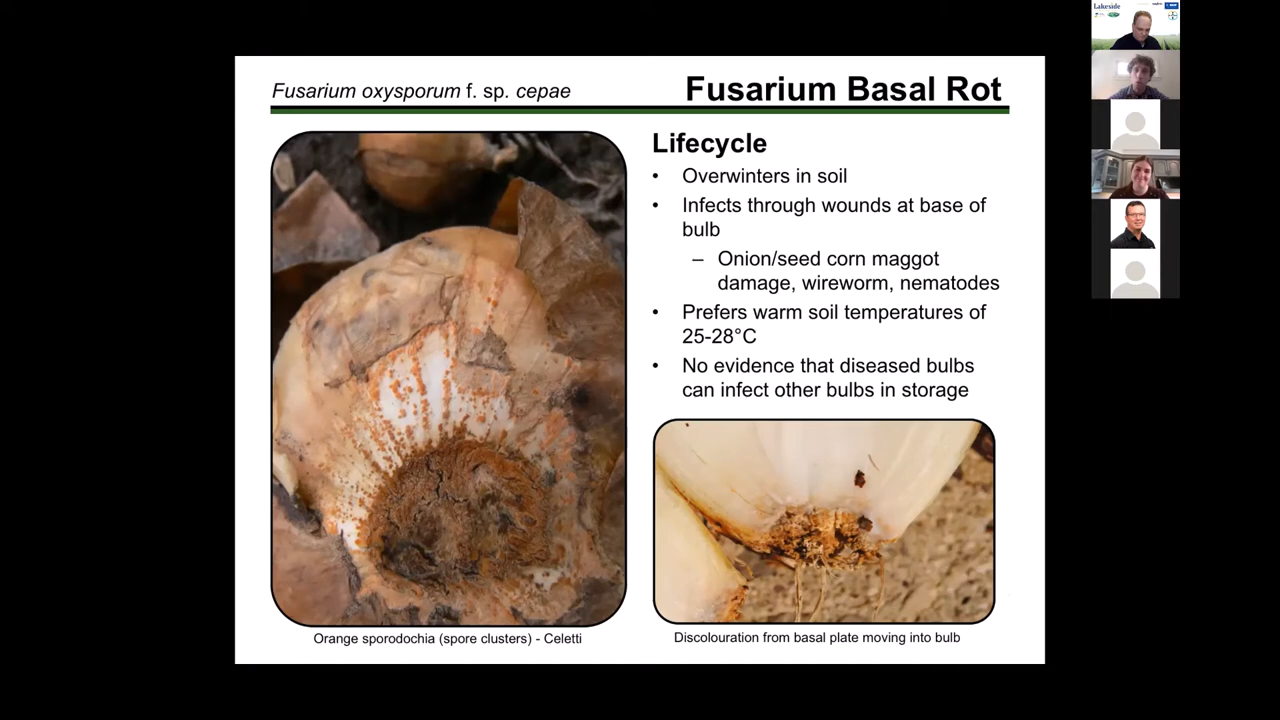 Fusarium oxysporum f. sp. cepae
Fusarium Basal Rot
Lifecycle
• Overwinters in soil
• Infects through wounds at base of
bulb
– Onion/seed corn maggot
damage, wireworm, nematodes
• Prefers warm soil temperatures of
25-28°C
• No evidence that diseased bulbs
can infect other bulbs in storage
Orange sporodochia (spore clusters) - Celetti
Discolouration from basal plate moving into bulb
Lakeside